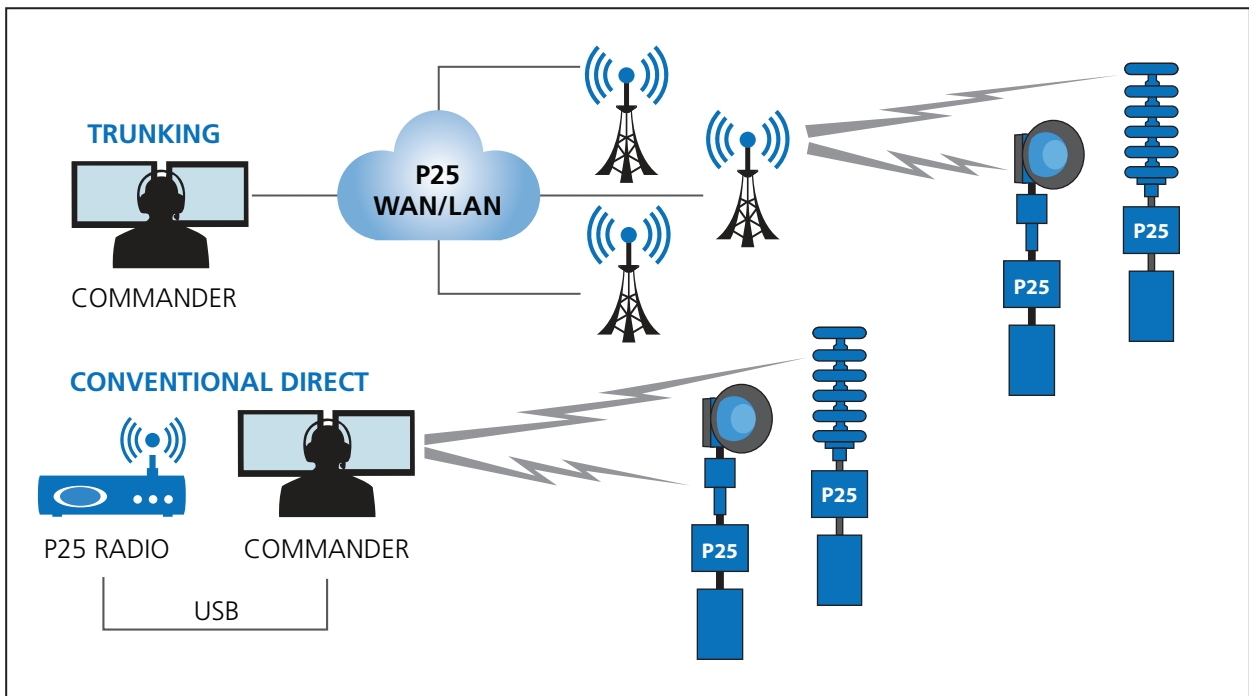 TRUNKING
COMMANDER
P25
WAN/LAN
P25
P25
CONVENTIONAL DIRECT
P25 RADIO
COMMANDER
USB
P25
P25